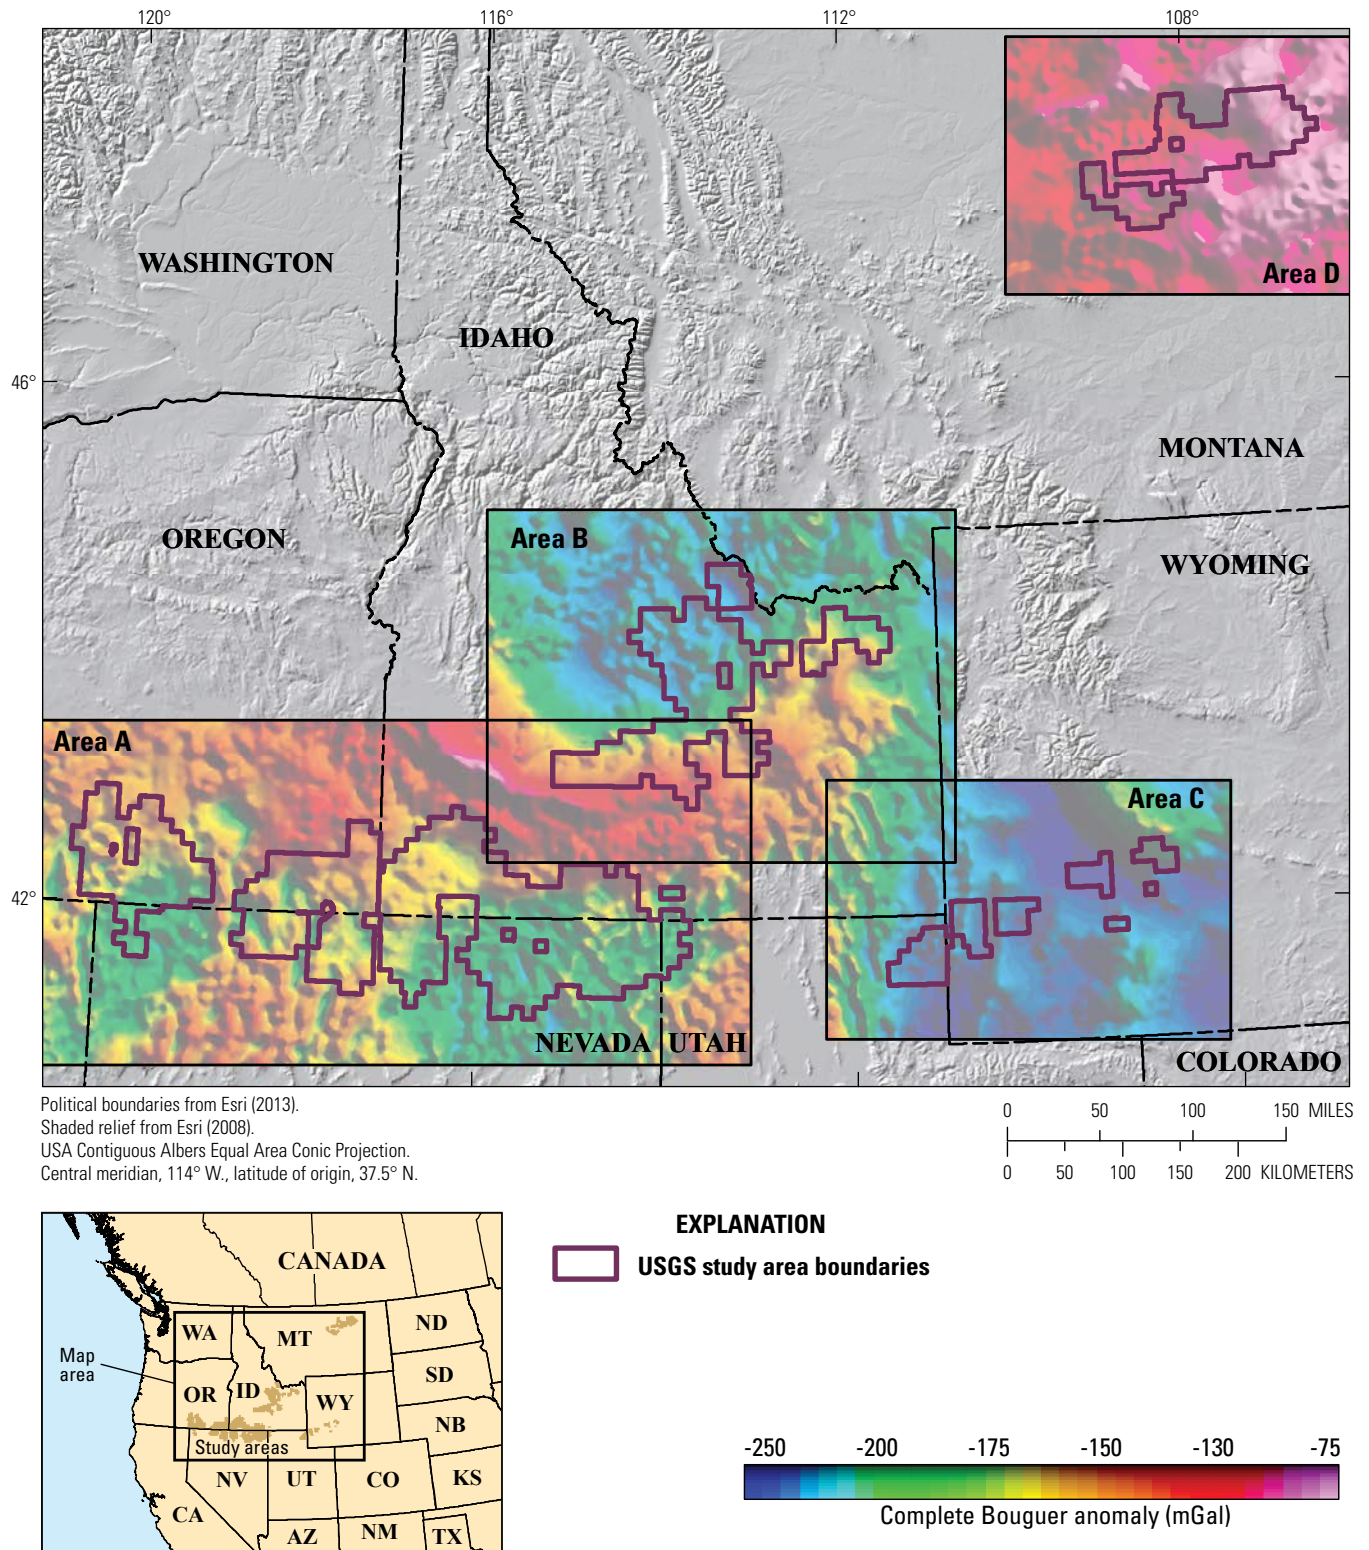 120° 116° 112° 108°
Area D
WASHINGTON
IDAHO
46°
MONTANA
OREGON
Area B
WYOMING
Area A
Area C
42°
NEVADA UTAH
COLORADO
Political boundaries from Esri (2013).
Shaded relief from Esri (2008).
USA Contiguous Albers Equal Area Conic Projection.
Central meridian, 114° W., latitude of origin, 37.5° N.
0 50 100 150 MILES
0 50 100 150 200 KILOMETERS
EXPLANATION
USGS study area boundaries
CANADA
WA MT ND
Map
area
OR ID WY SD
NB
Study areas
NV UT CO KS
CA
AZ NM TX
-250 -200 -175 -150 -130 -75
Complete Bouguer anomaly (mGal)